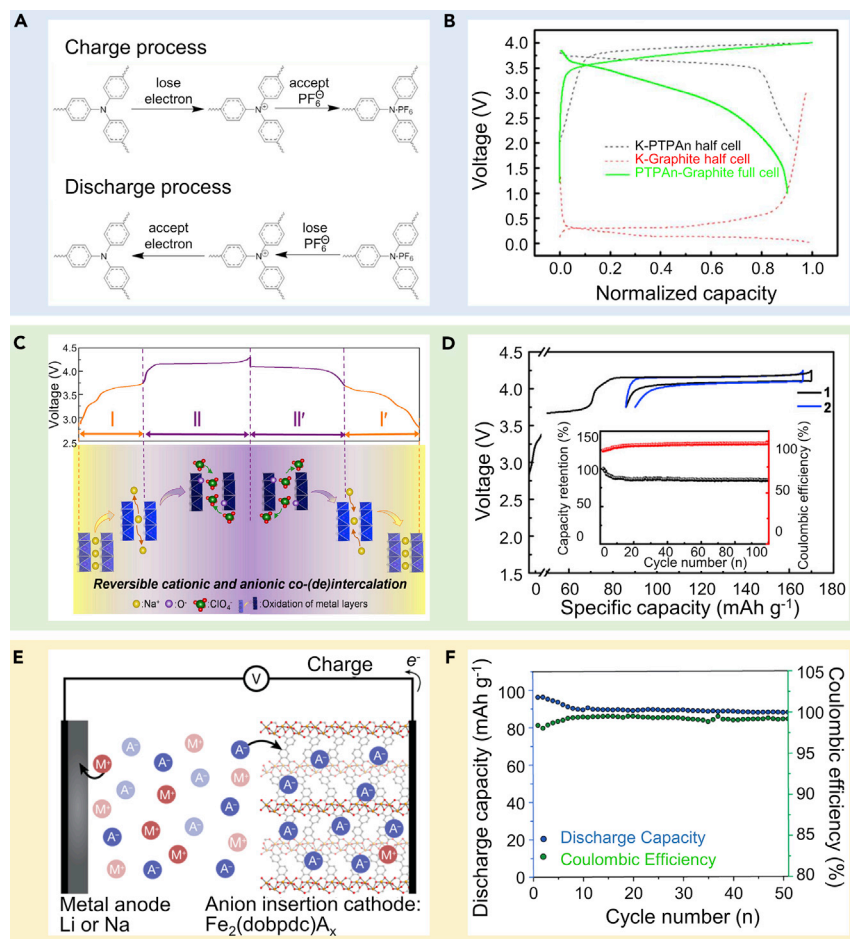 A
Charge process
lose
electron
accept
PF6⊖
N
N⊕
N-PF6
Discharge process
accept
electron
lose
PF6⊖
N
N⊕
N-PF6
B
Voltage (V)
4.0
3.5
3.0
2.5
2.0
1.5
1.0
0.5
0.0
K-PTPAn half cell
K-Graphite half cell
PTPAn-Graphite full cell
0.0 0.2 0.4 0.6 0.8 1.0
Normalized capacity
C
Voltage (V)
4.5
4.0
3.5
3.0
2.5
I II II′ I′
Reversible cationic and anionic co-(de)intercalation
:Na+ :O- :ClO4- :Oxidation of metal layers
D
Voltage (V)
4.5
4.0
3.5
3.0
2.5
2.0
1.5
1
2
Capacity retention (%)
150
100
50
0
Coulombic efficiency (%)
100
50
0
0 20 40 60 80 100
Cycle number (n)
60 80 100 120 140 160 180
Specific capacity (mAh g-1)
E
Charge
e-
V
M+ A- M+ A-
A- M+ A-
M+ A- M+ A-
A- M+
Metal anode
Li or Na
Anion insertion cathode:
Fe2(dobpdc)Ax
F
Discharge capacity (mAh g-1)
100
80
60
40
20
0
Coulombic efficiency (%)
105
100
95
90
85
80
Discharge Capacity
Coulombic Efficiency
0 10 20 30 40 50
Cycle number (n)